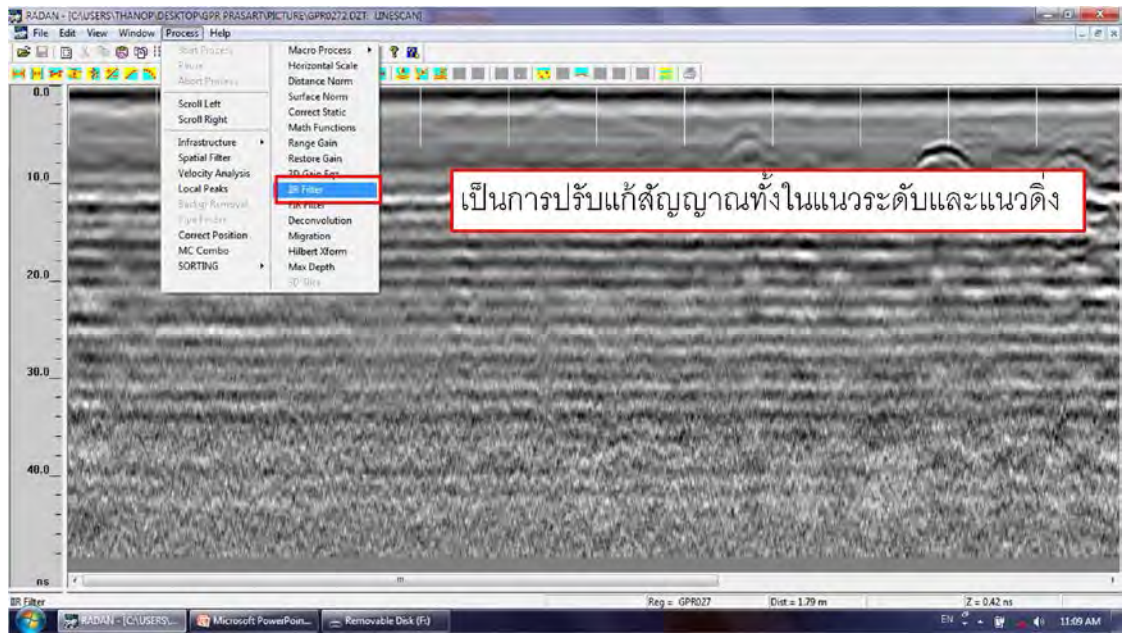 RADAN - [C:\USERS\THANOP\DESKTOP\GPR PRASART\PICTURE\GPR0272.DZT: LINESCAN]
File Edit View Window Process Help
Start Process
Pause
Abort Process
Scroll Left
Scroll Right
Infrastructure
Spatial Filter
Velocity Analysis
Local Peaks
Backgr Removal
Pipe Finder
Correct Position
MC Combo
SORTING
Macro Process
Horizontal Scale
Distance Norm
Surface Norm
Correct Static
Math Functions
Range Gain
Restore Gain
IIR Filter
FIR Filter
Deconvolution
Migration
Hilbert Xform
Max Depth
เป็นการปรับแก้สัญญาณทั้งในแนวระดับและแนวดิ่ง
0.0
10.0
20.0
30.0
40.0
ns
m
IIR Filter
Reg = GPR027
Dist = 1.79 m
Z = 0.42 ns
RADAN - [C:\USERS\...
Microsoft PowerPoin...
Removable Disk (F:)
EN
11:09 AM